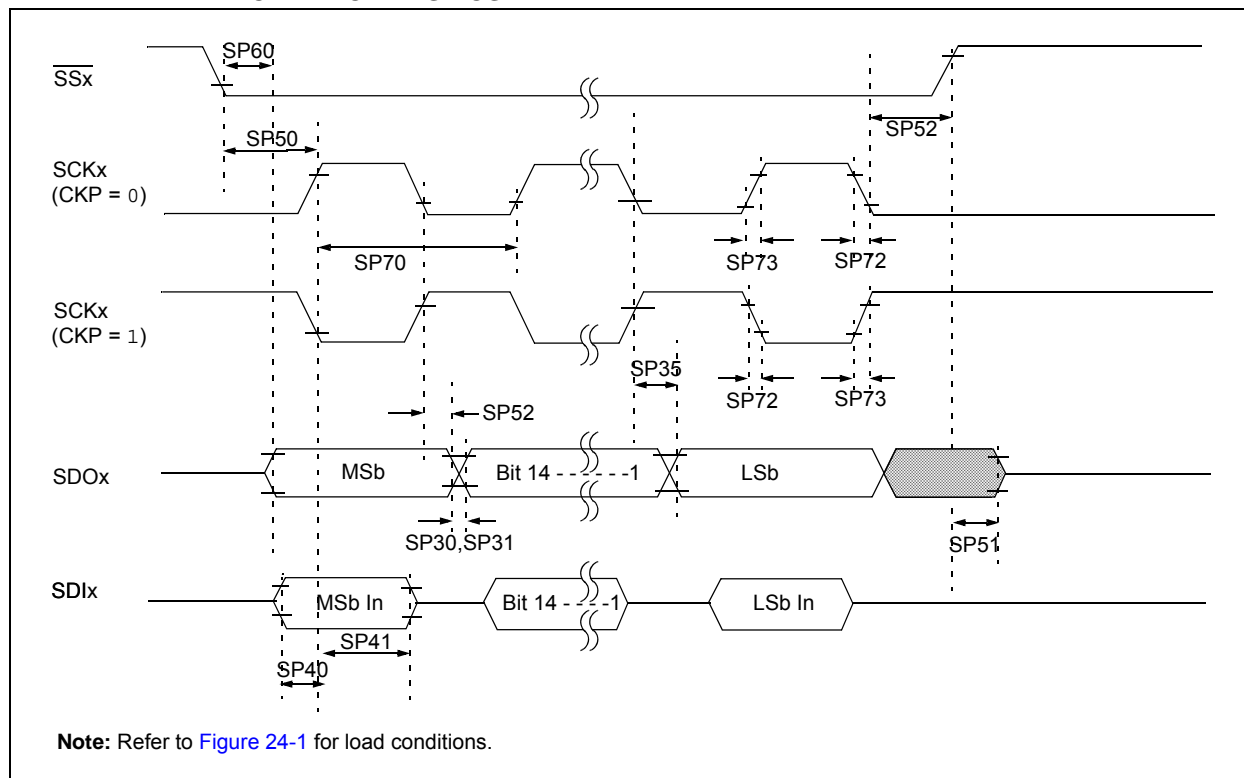 SP60
SSx
SP52
SP50
SCKx
(CKP = 0)
SP70
SP73
SP72
SCKx
(CKP = 1)
SP35
SP52
SP72
SP73
SDOx
MSb
Bit 14 - - - - - -1
LSb
SP30,SP31
SP51
SDIx
MSb In
Bit 14 - - - -1
LSb In
SP41
SP40
Note: Refer to Figure 24-1 for load conditions.